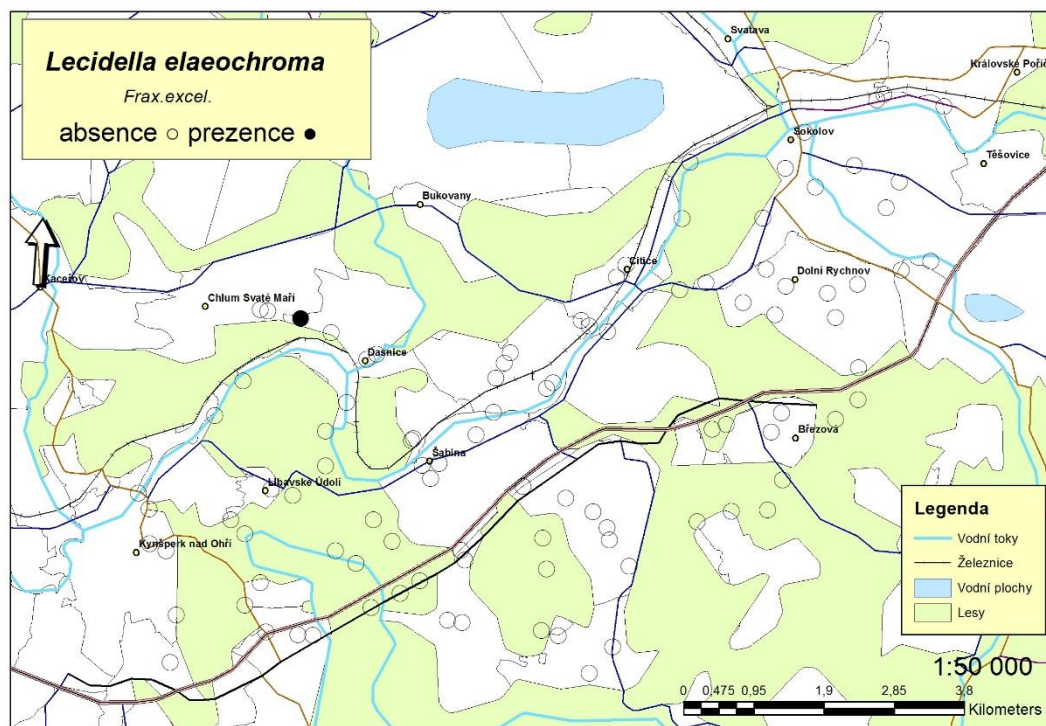 Lecidella elaeochroma
Frax.excel.
absence prezence
Svatava
Královské Poříč
Sokolov
Těšovice
Bukovany
Kaceřov
Citice
Dolní Rychnov
Chlum Svaté Maří
Dasnice
Březová
Šabina
Libavské Údolí
Kynšperk nad Ohří
Legenda
Vodní toky
Železnice
Vodní plochy
Lesy
1:50 000
0 0,475 0,95 1,9 2,85 3,8
Kilometers